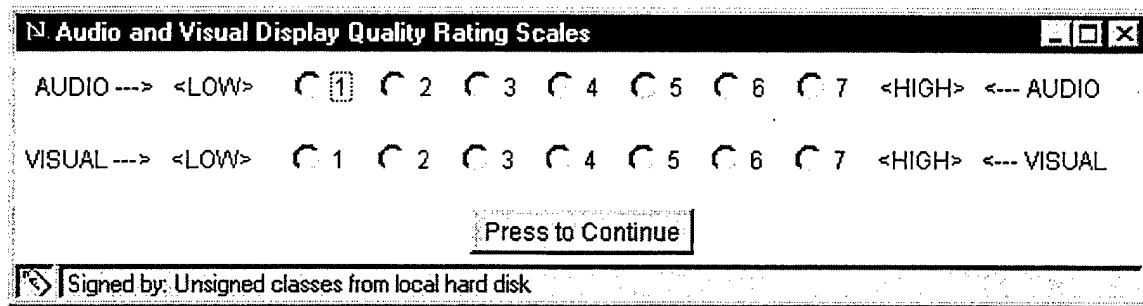 N Audio and Visual Display Quality Rating Scales
AUDIO ---> <LOW> 1 2 3 4 5 6 7 <HIGH> <--- AUDIO
VISUAL ---> <LOW> 1 2 3 4 5 6 7 <HIGH> <--- VISUAL
Press to Continue
Signed by: Unsigned classes from local hard disk